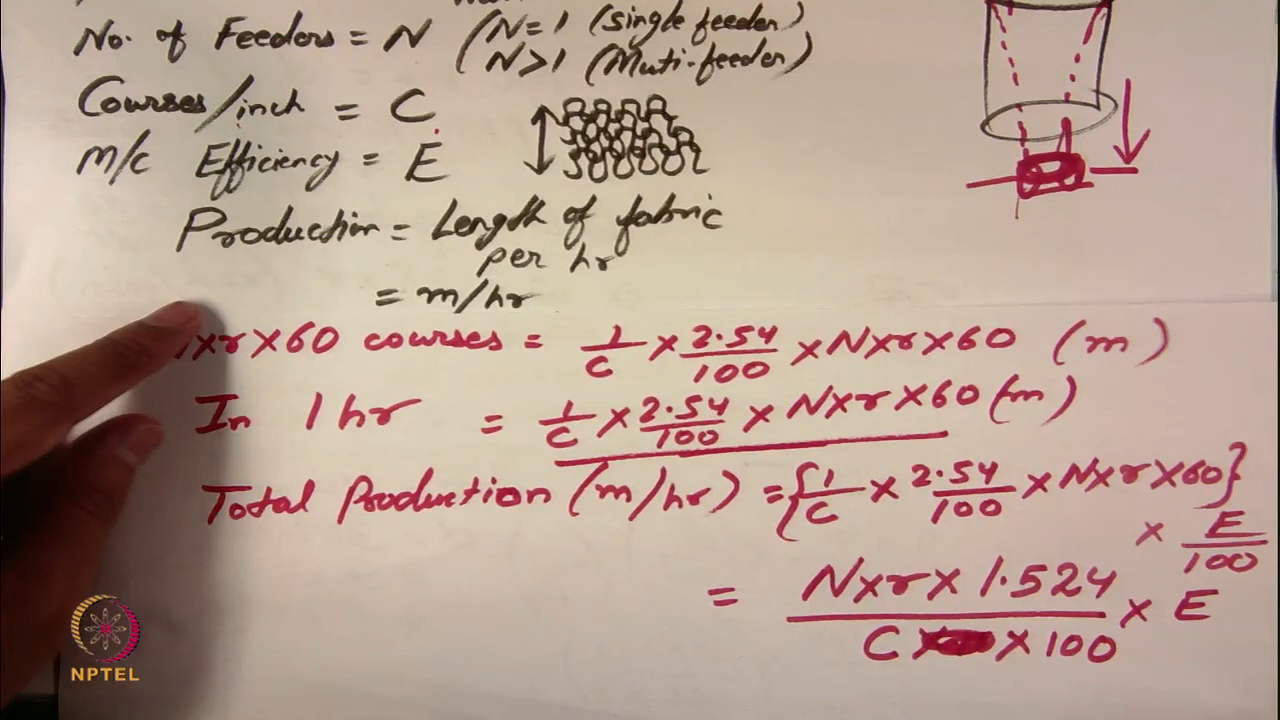 No. of Feeders = N (N=1 (single feeder)
N>1 (Muti-feeder)
Courses/inch = C
m/c Efficiency = E
Production = Length of fabric
per hr
= m/hr
×r×60 courses = 1/C × 2.54/100 × N×r×60 (m)
In 1 hr = 1/C × 2.54/100 × N×r×60 (m)
Total Production (m/hr) = {1/C × 2.54/100 × N×r×60}
× E/100
= N×r×1.524/C × 100 × E
NPTEL